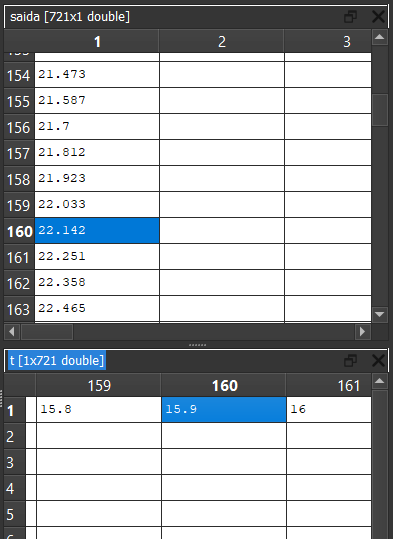 saida [721x1 double]
1 2 3
154 21.473
155 21.587
156 21.7
157 21.812
158 21.923
159 22.033
160 22.142
161 22.251
162 22.358
163 22.465
t [1x721 double]
159 160 161
1 15.8 15.9 16
2
3
4
5